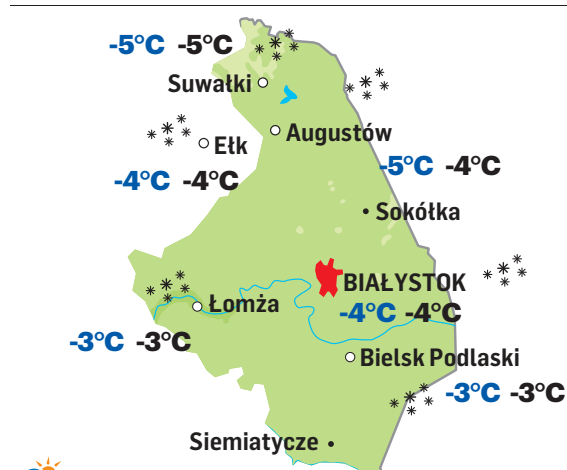 -5°C -5°C
Suwałki
Augustów
Ełk
-4°C -4°C
-5°C -4°C
Sokółka
BIAŁYSTOK
Łomża
-4°C -4°C
-3°C -3°C
Bielsk Podlaski
-3°C -3°C
Siemiatycze